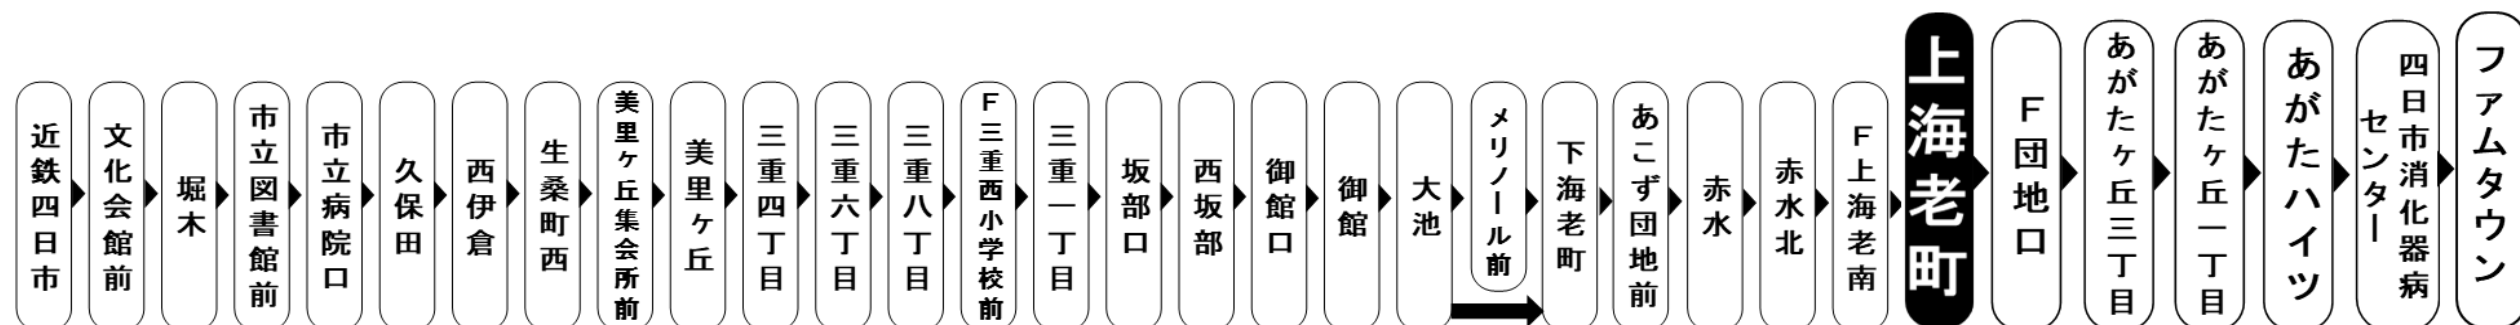 近鉄四日市
文化会館前
堀木
市立図書館前
市立病院口
久保田
西伊倉
生桑町西
美里ヶ丘集会所前
美里ヶ丘
三重四丁目
三重六丁目
三重八丁目
F三重西小学校前
三重一丁目
坂部口
西坂部
御館口
御館
大池
メリノール前
下海老町
あこず団地前
赤水
赤水北
F上海老南
上海老町
F団地口
あがたヶ丘三丁目
あがたヶ丘一丁目
あがたハイツ
四日市消化器病
センター
ファムタウン